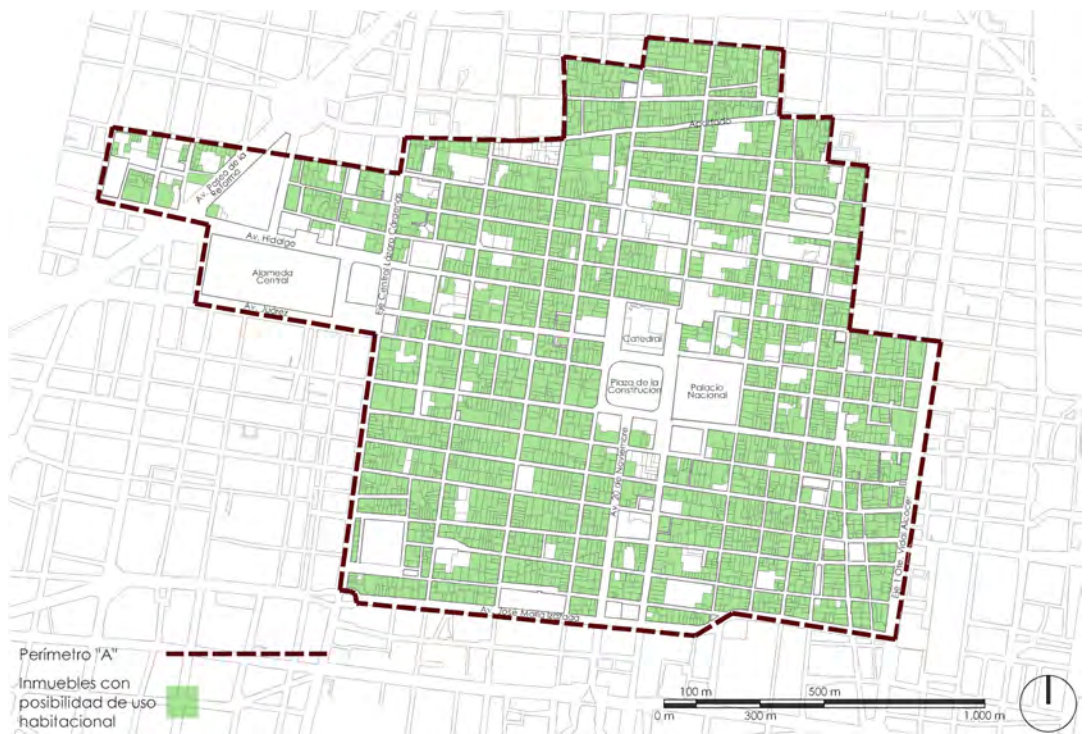 Apartado
Av. Paseo de la
Reforma
Av. Hidalgo
Eje Central Lázaro Cárdenas
Alameda
Central
Av. Juárez
Catedral
Plaza de la
Constitucion
Palacio
Nacional
Av. 20 de Noviembre
Eje 1 Ote. Vidal Alcocer
Av. José María Izazaga
Perímetro "A"
Inmuebles con
posibilidad de uso
habitacional
100 m 500 m
0 m 300 m 1,000 m